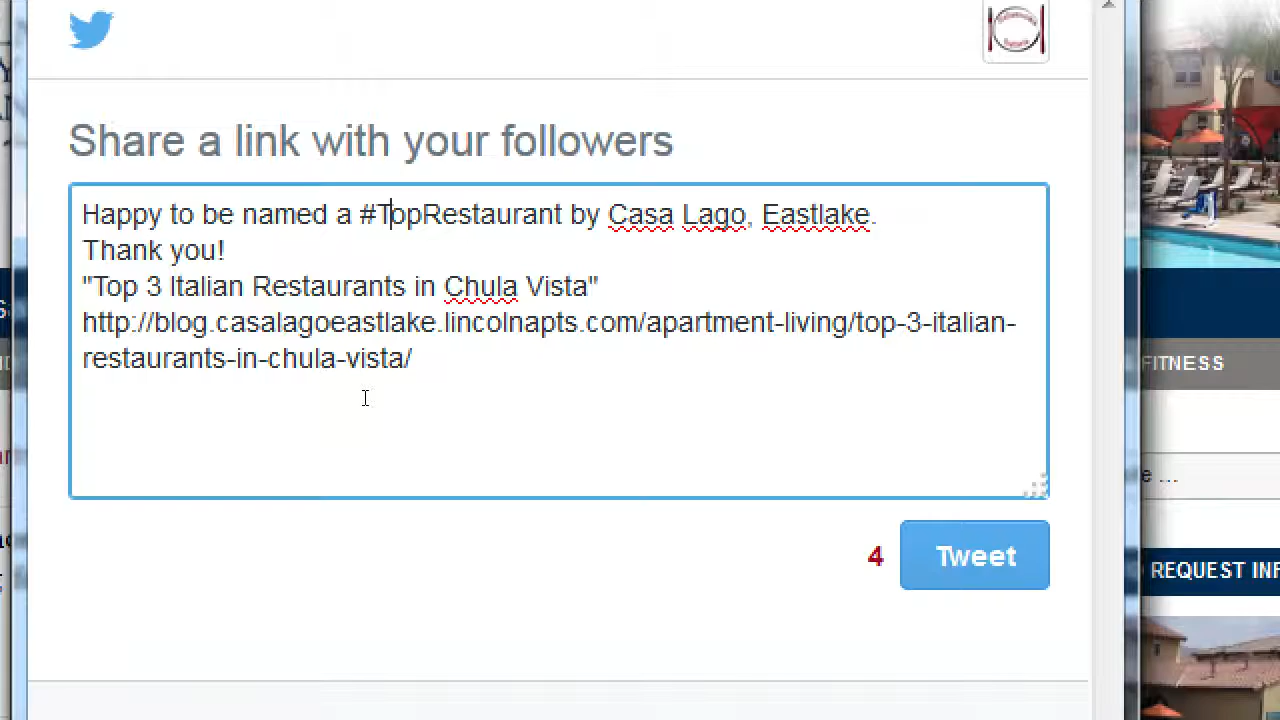 Share a link with your followers
Happy to be named a #TopRestaurant by Casa Lago, Eastlake.
Thank you!
"Top 3 Italian Restaurants in Chula Vista"
http://blog.casalagoeastlake.lincolnapts.com/apartment-living/top-3-italian-
restaurants-in-chula-vista/
4
Tweet
FITNESS
e ...
REQUEST INF